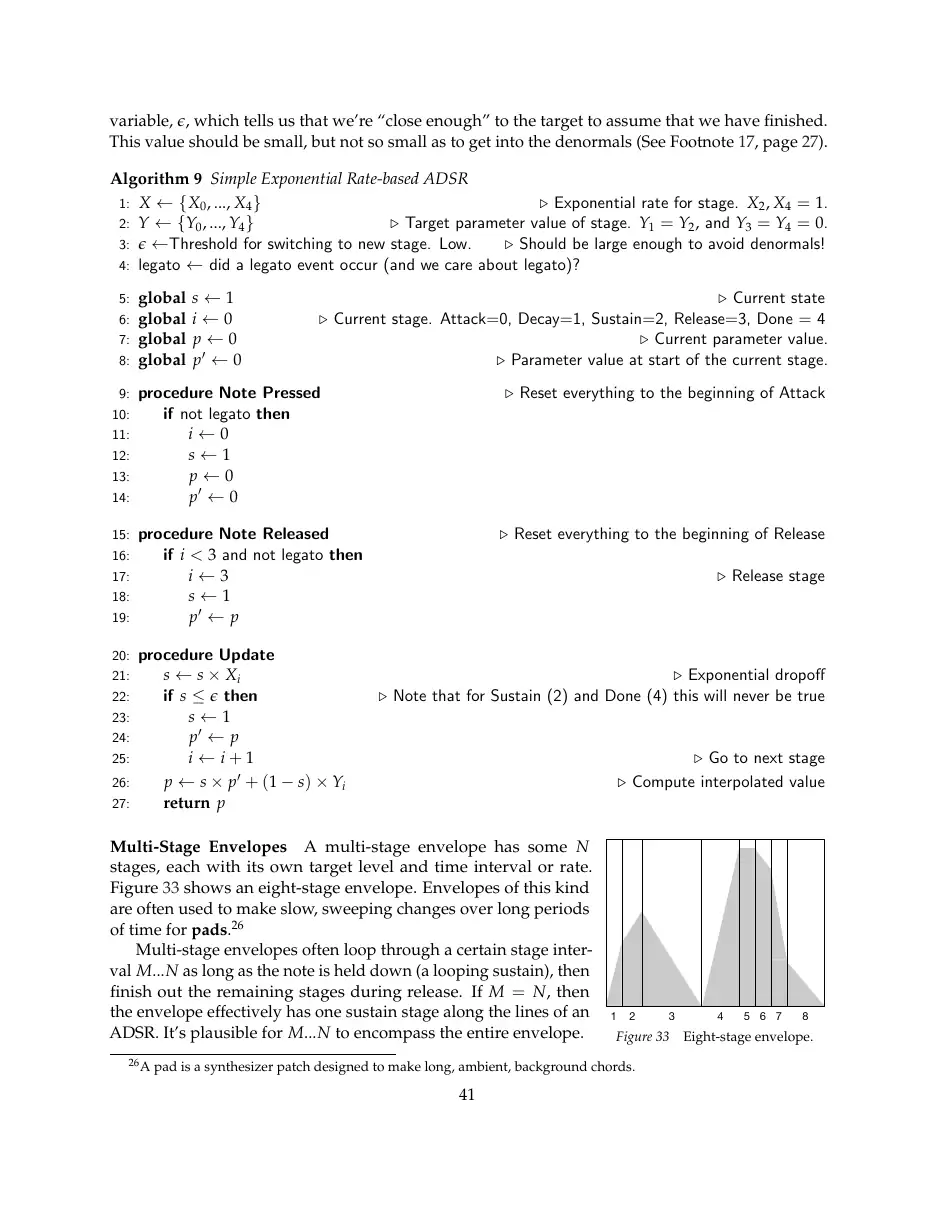 variable, ϵ, which tells us that we’re “close enough” to the target to assume that we have finished.
This value should be small, but not so small as to get into the denormals (See Footnote 17, page 27).
Algorithm 9 Simple Exponential Rate-based ADSR
1: X ← {X0, ..., X4} ▷ Exponential rate for stage. X2, X4 = 1.
2: Y ← {Y0, ..., Y4} ▷ Target parameter value of stage. Y1 = Y2, and Y3 = Y4 = 0.
3: ϵ ←Threshold for switching to new stage. Low. ▷ Should be large enough to avoid denormals!
4: legato ← did a legato event occur (and we care about legato)?
5: global s ← 1 ▷ Current state
6: global i ← 0 ▷ Current stage. Attack=0, Decay=1, Sustain=2, Release=3, Done = 4
7: global p ← 0 ▷ Current parameter value.
8: global p′ ← 0 ▷ Parameter value at start of the current stage.
9: procedure Note Pressed ▷ Reset everything to the beginning of Attack
10: if not legato then
11: i ← 0
12: s ← 1
13: p ← 0
14: p′ ← 0
15: procedure Note Released ▷ Reset everything to the beginning of Release
16: if i < 3 and not legato then
17: i ← 3 ▷ Release stage
18: s ← 1
19: p′ ← p
20: procedure Update
21: s ← s × Xi ▷ Exponential dropoff
22: if s ≤ ϵ then ▷ Note that for Sustain (2) and Done (4) this will never be true
23: s ← 1
24: p′ ← p
25: i ← i + 1 ▷ Go to next stage
26: p ← s × p′ + (1 − s) × Yi ▷ Compute interpolated value
27: return p
Multi-Stage Envelopes A multi-stage envelope has some N
stages, each with its own target level and time interval or rate.
Figure 33 shows an eight-stage envelope. Envelopes of this kind
are often used to make slow, sweeping changes over long periods
of time for pads.26
Multi-stage envelopes often loop through a certain stage inter-
val M...N as long as the note is held down (a looping sustain), then
finish out the remaining stages during release. If M = N, then
the envelope effectively has one sustain stage along the lines of an
ADSR. It’s plausible for M...N to encompass the entire envelope.
1 2 3 4 5 6 7 8
Figure 33 Eight-stage envelope.
26A pad is a synthesizer patch designed to make long, ambient, background chords.
41